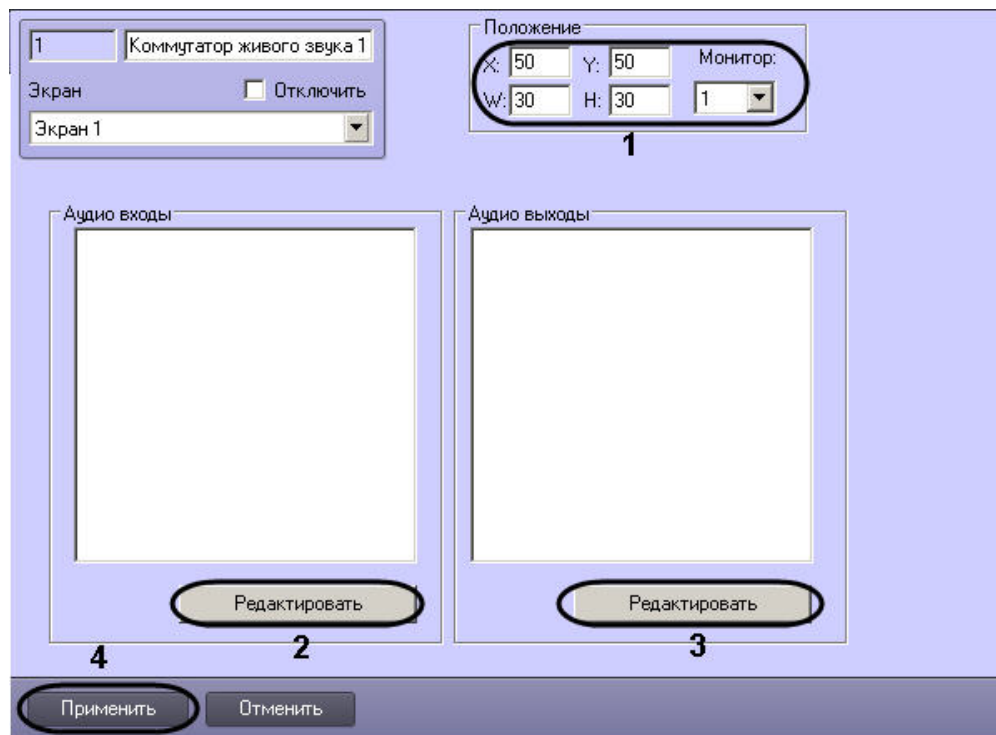 1 Коммутатор живого звука 1
Экран Отключить
Экран 1
Положение
X: 50 Y: 50 Монитор:
W: 30 H: 30 1
1
Аудио входы Аудио выходы
Редактировать Редактировать
2 3
4
Применить Отменить